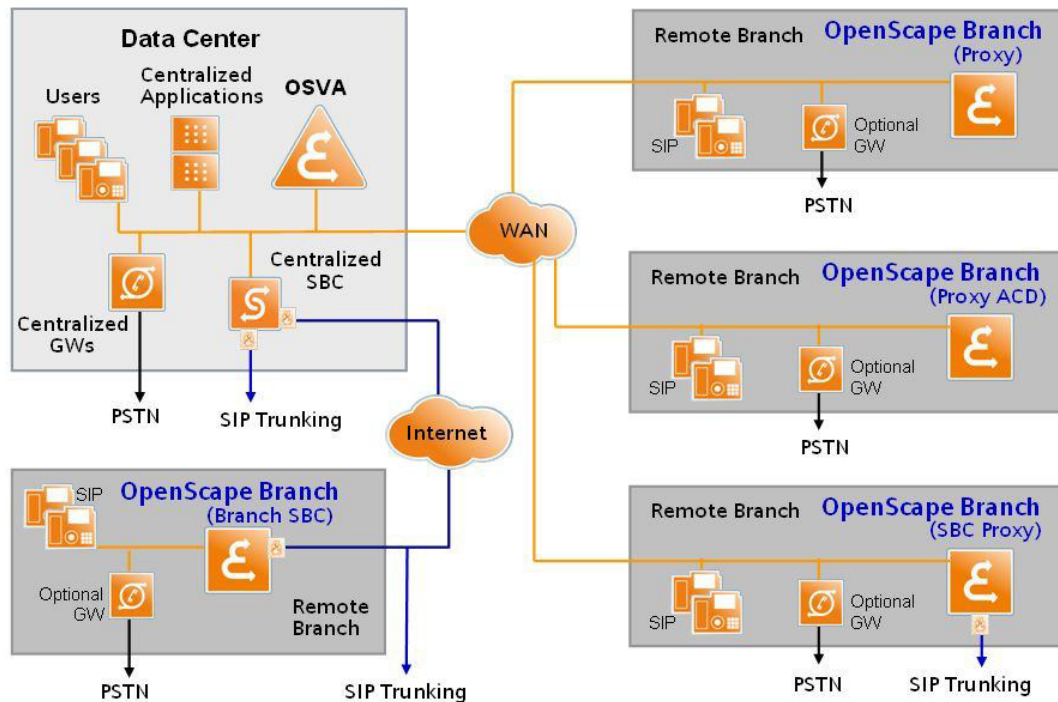 Data Center
Users
Centralized
Applications
OSVA
Centralized
SBC
Centralized
GWs
PSTN
SIP Trunking
WAN
Internet
OpenScape Branch
(Branch SBC)
SIP
Optional
GW
Remote
Branch
PSTN
SIP Trunking
Remote Branch
OpenScape Branch
(Proxy)
SIP
Optional
GW
PSTN
Remote Branch
OpenScape Branch
(Proxy ACD)
SIP
Optional
GW
PSTN
Remote Branch
OpenScape Branch
(SBC Proxy)
SIP
Optional
GW
PSTN
SIP Trunking